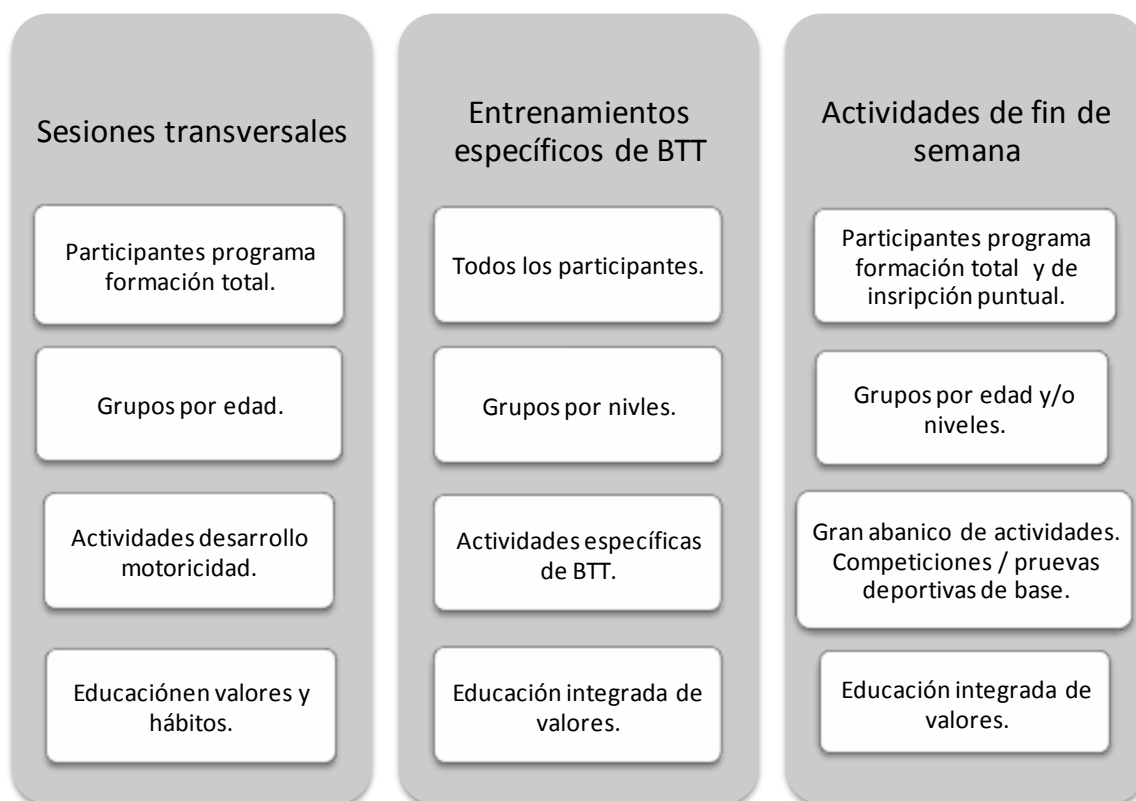 Sesiones transversales
Participantes programa
formación total.
Grupos por edad.
Actividades desarrollo
motoricidad.
Educaciónen valores y
hábitos.
Entrenamientos
específicos de BTT
Todos los participantes.
Grupos por nivles.
Actividades específicas
de BTT.
Educación integrada de
valores.
Actividades de fin de
semana
Participantes programa
formación total y de
insripción puntual.
Grupos por edad y/o
niveles.
Gran abanico de actividades.
Competiciones / pruevas
deportivas de base.
Educación integrada de
valores.